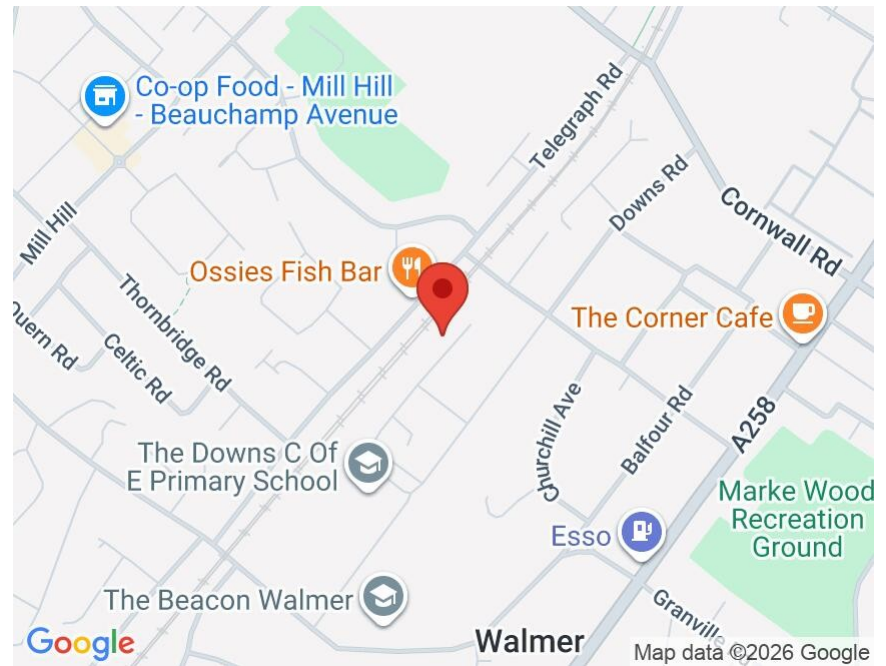 Co-op Food - Mill Hill
- Beauchamp Avenue
Telegraph Rd
Downs Rd
Mill Hill
Cornwall Rd
Ossies Fish Bar
Thornbridge Rd
The Corner Cafe
Quern Rd
Celtic Rd
Churchill Ave
Balfour Rd
A258
The Downs C Of
E Primary School
Marke Wood
Recreation
Ground
Esso
The Beacon Walmer
Granville Rd
Google
Walmer
Map data ©2026 Google